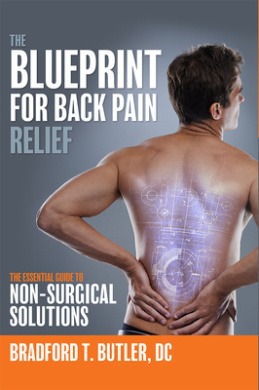 THE
BLUEPRINT
FOR BACK PAIN
RELIEF
THE ESSENTIAL GUIDE TO
NON-SURGICAL
SOLUTIONS
BRADFORD T. BUTLER, DC